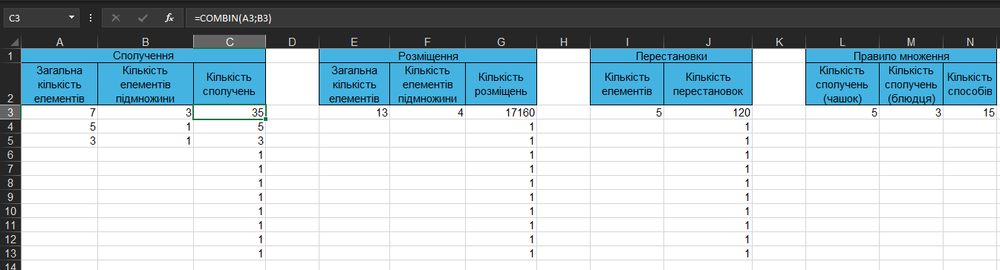 C3 fx =COMBIN(A3;B3)
A B C D E F G H I J K L M N
1 Сполучення Розміщення Перестановки Правило множення
2 Загальна кількість елементів Кількість елементів підмножини Кількість сполучень Загальна кількість елементів Кількість елементів підмножини Кількість розміщень Кількість елементів Кількість перестановок Кількість сполучень (чашок) Кількість сполучень (блюдця) Кількість способів
3 7 3 35 13 4 17160 5 120 5 3 15
4 5 1 5 1 1
5 3 1 3 1 1
6 1 1 1
7 1 1 1
8 1 1 1
9 1 1 1
10 1 1 1
11 1 1 1
12 1 1 1
13 1 1 1
14